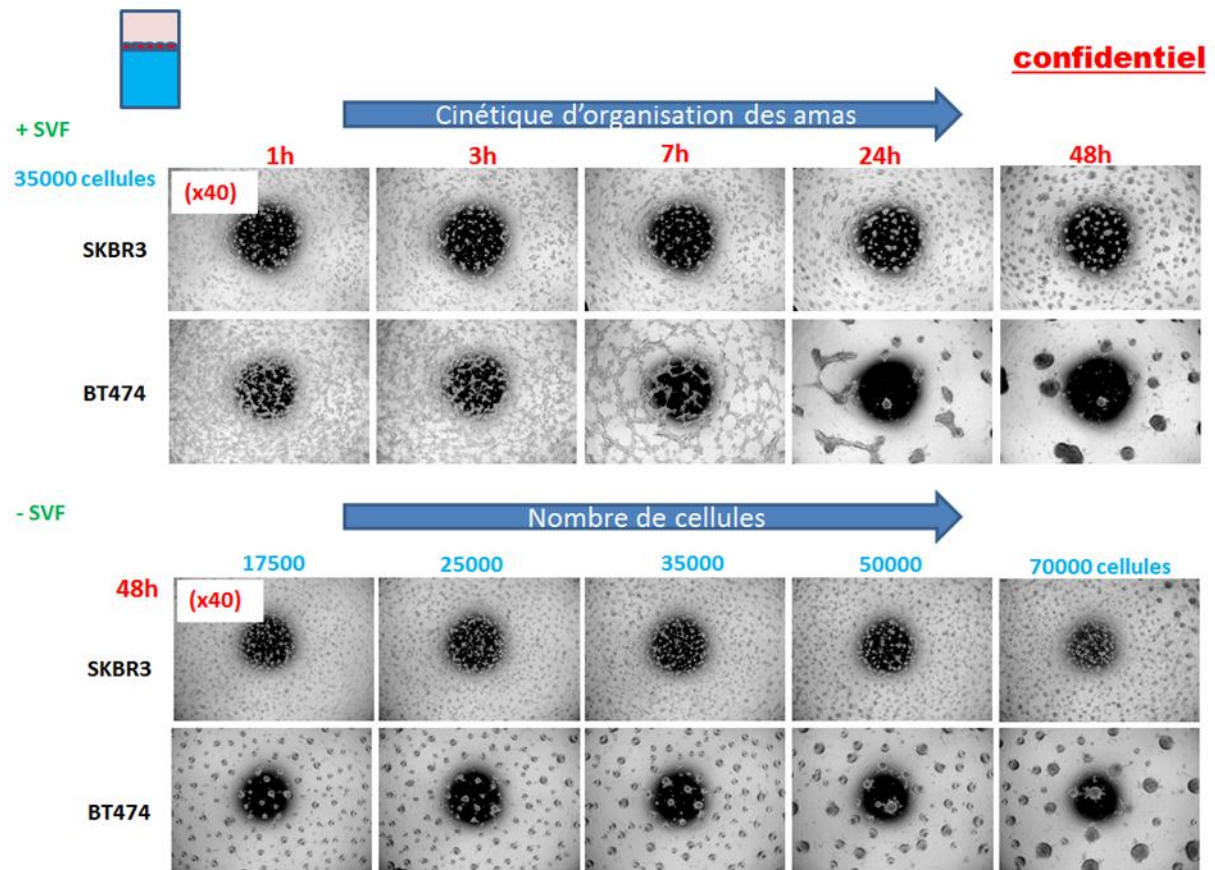 confidentiel
Cinétique d'organisation des amas
+ SVF
1h 3h 7h 24h 48h
35000 cellules
(x40)
SKBR3
BT474
- SVF
Nombre de cellules
17500 25000 35000 50000 70000 cellules
48h
(x40)
SKBR3
BT474